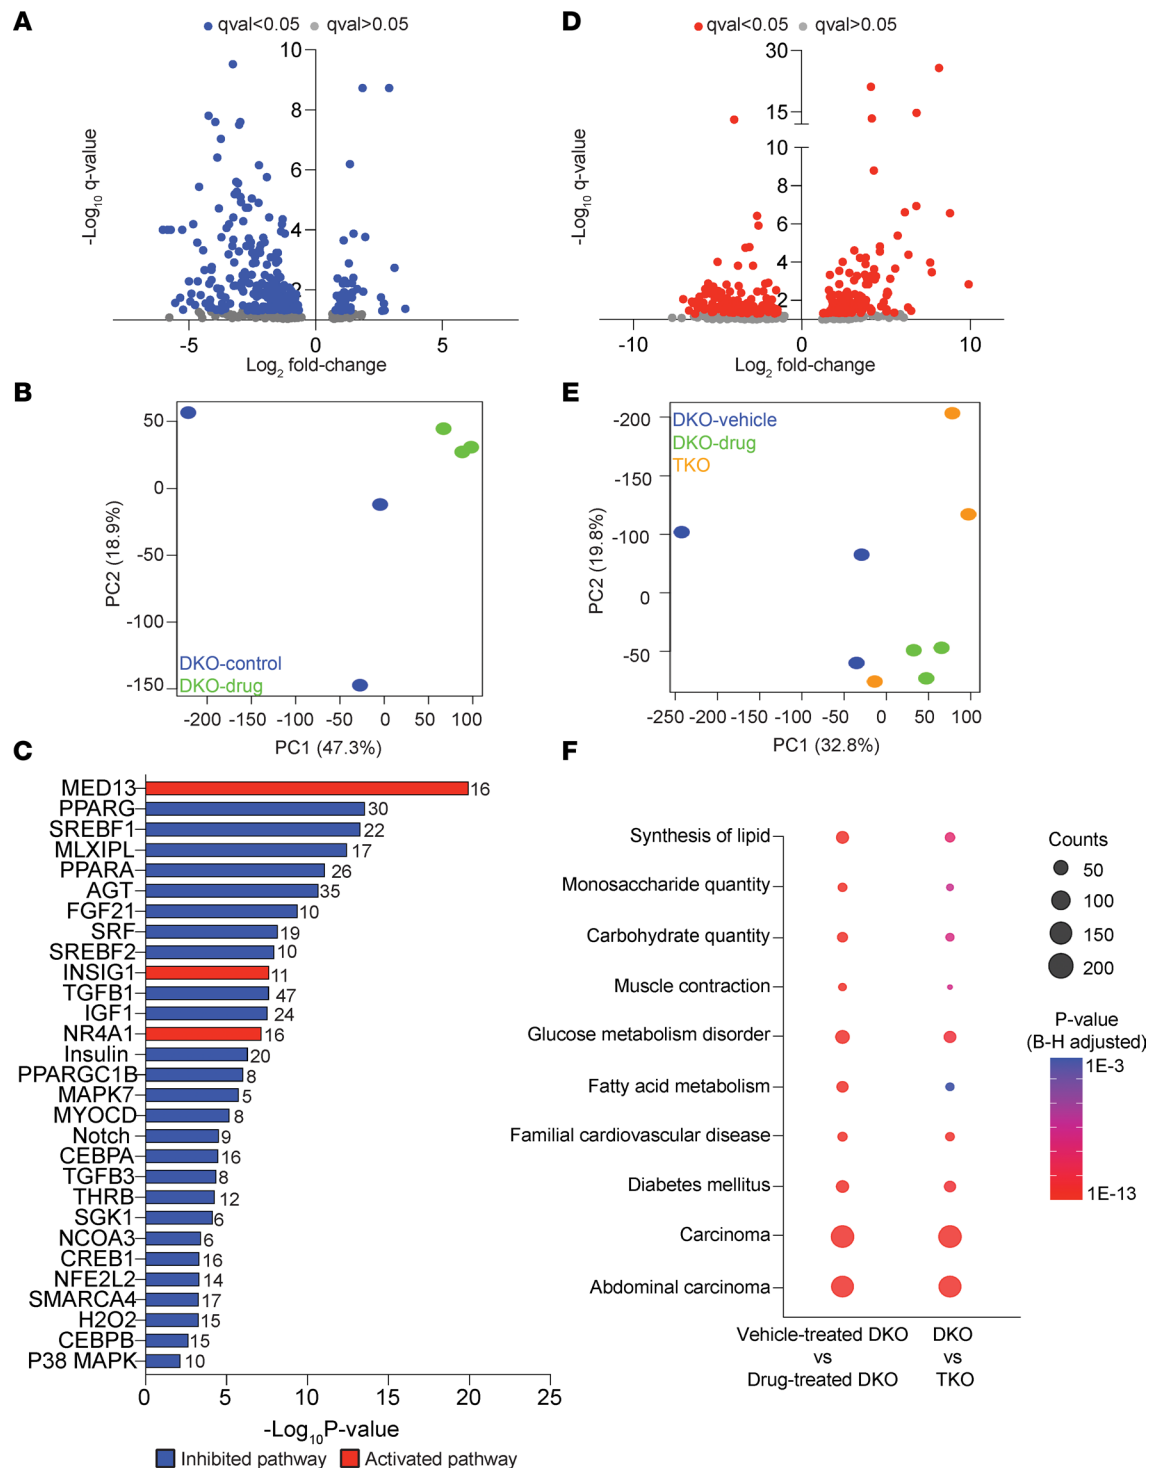 A
qval<0.05 qval>0.05
10
8
6
4
2
-Log10 q-value
-5 0 5
Log2 fold-change
D
qval<0.05 qval>0.05
30
15
10
8
6
4
2
-Log10 q-value
-10 0 10
Log2 fold-change
B
50
0
-50
-100
-150
PC2 (18.9%)
DKO-control
DKO-drug
-200 -150 -100 -50 0 50 100
PC1 (47.3%)
E
-200
-150
-100
0
-50
PC2 (19.8%)
DKO-vehicle
DKO-drug
TKO
-250 -200 -150 -100 -50 0 50 100
PC1 (32.8%)
C
MED13 16
PPARG 30
SREBF1 22
MLXIPL 17
PPARA 26
AGT 35
FGF21 10
SRF 19
SREBF2 10
INSIG1 11
TGFB1 47
IGF1 24
NR4A1 16
Insulin 20
PPARGC1B 8
MAPK7 5
MYOCD 8
Notch 9
CEBPA 16
TGFB3 8
THRB 12
SGK1 6
NCOA3 6
CREB1 16
NFE2L2 14
SMARCA4 17
H2O2 15
CEBPB 15
P38 MAPK 10
0 5 10 15 20 25
-Log10P-value
Inhibited pathway Activated pathway
F
Synthesis of lipid
Monosaccharide quantity
Carbohydrate quantity
Muscle contraction
Glucose metabolism disorder
Fatty acid metabolism
Familial cardiovascular disease
Diabetes mellitus
Carcinoma
Abdominal carcinoma
Vehicle-treated DKO
vs
Drug-treated DKO
DKO
vs
TKO
Counts
50
100
150
200
P-value
(B-H adjusted)
1E-3
1E-13